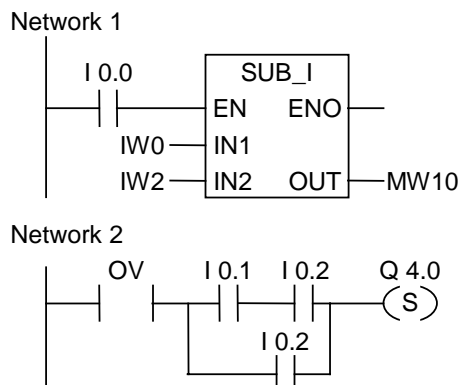 Network 1
I 0.0
SUB_I
EN ENO
IW0 IN1
IW2 IN2 OUT MW10
Network 2
OV I 0.1 I 0.2 Q 4.0
S
I 0.2